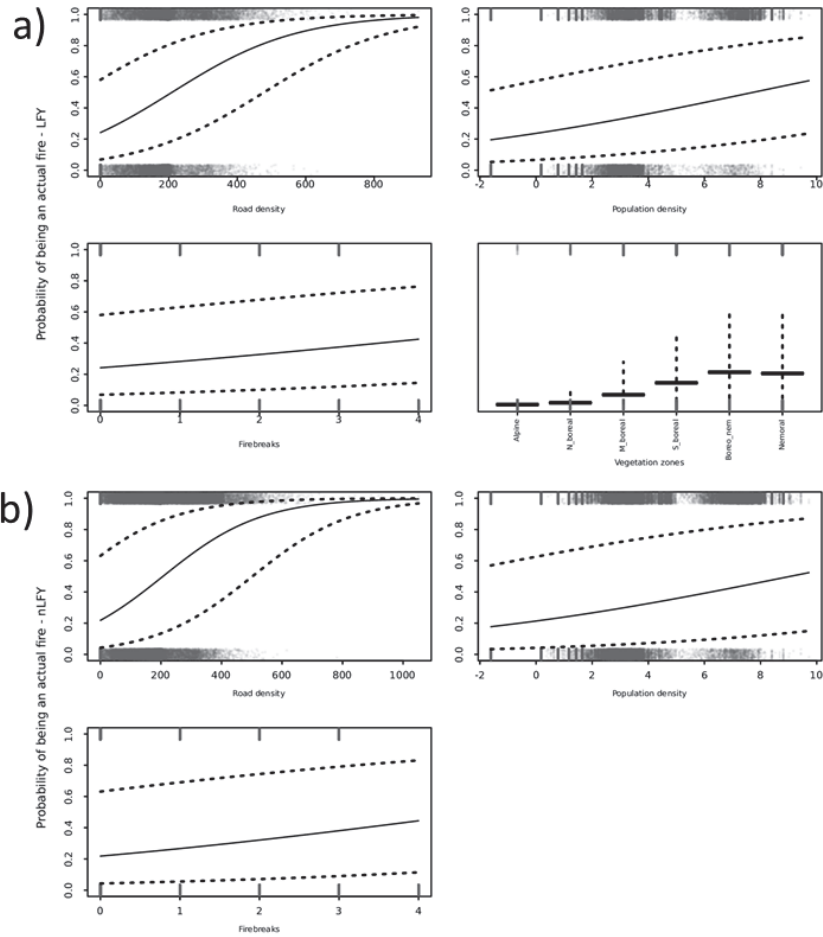 a)
Probability of being an actual fire - LFY
1.0
0.8
0.6
0.4
0.2
0.0
0 200 400 600 800
Road density
1.0
0.8
0.6
0.4
0.2
0.0
-2 0 2 4 6 8 10
Population density
1.0
0.8
0.6
0.4
0.2
0.0
0 1 2 3 4
Firebreaks
Alpine
N_boreal
M_boreal
S_boreal
Boreo_nem
Nemoral
Vegetation zones
b)
Probability of being an actual fire - nLFY
1.0
0.8
0.6
0.4
0.2
0.0
0 200 400 600 800 1000
Road density
1.0
0.8
0.6
0.4
0.2
0.0
-2 0 2 4 6 8 10
Population density
1.0
0.8
0.6
0.4
0.2
0.0
0 1 2 3 4
Firebreaks